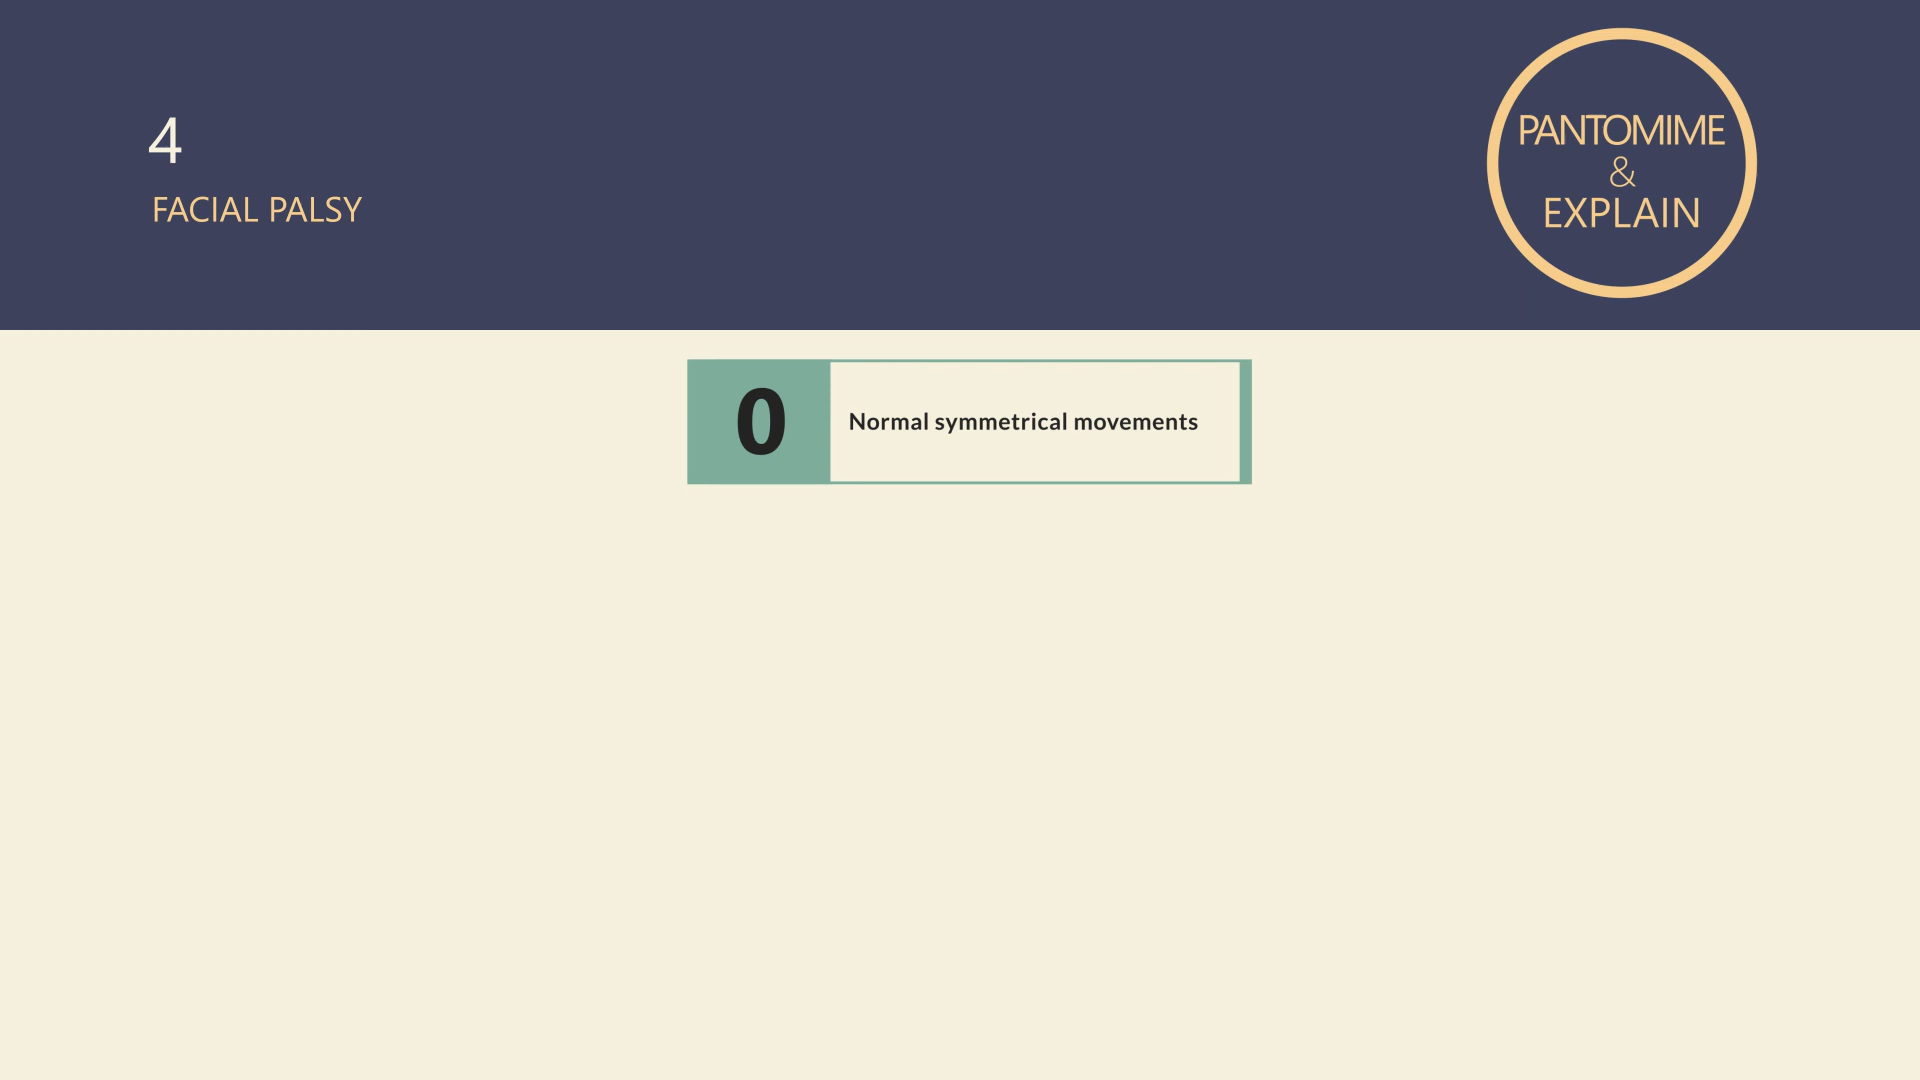 4
FACIAL PALSY
PANTOMIME
&
EXPLAIN
0
Normal symmetrical movements